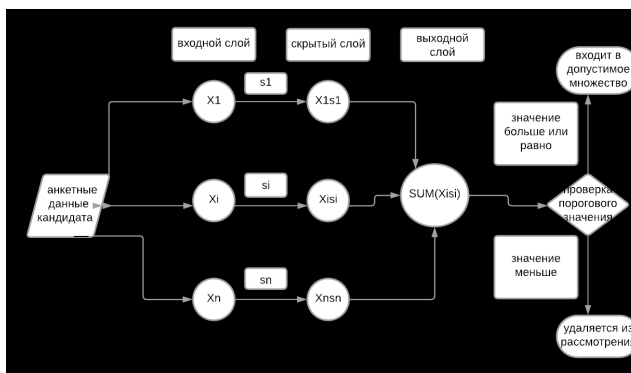 входной слой
скрытый слой
выходной
слой
входит в
допустимое
множество
s1
X1
X1s1
значение
больше или
равно
анкетные
данные
кандидата
si
Xi
Xisi
SUM(Xisi)
проверка
порогового
значения
значение
меньше
sn
Xn
Xnsn
удаляется из
рассмотрения